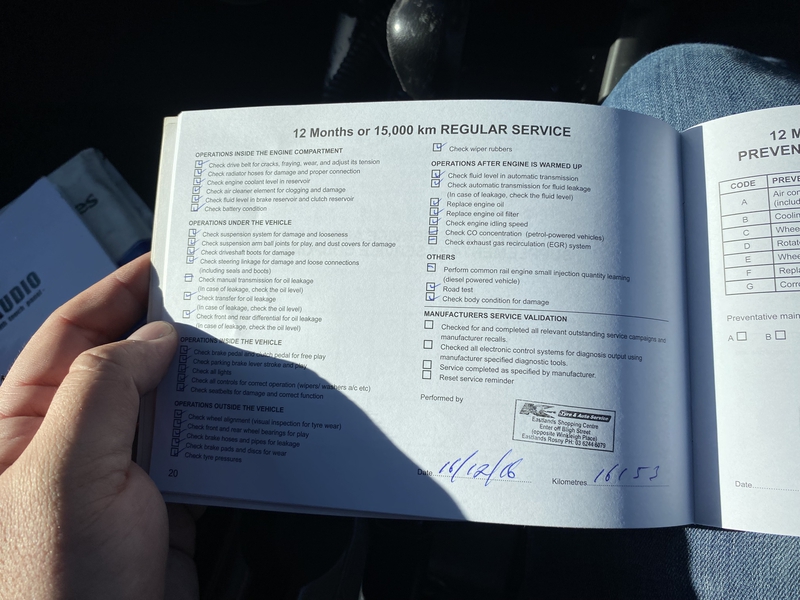 12 Months or 15,000 km REGULAR SERVICE
OPERATIONS INSIDE THE ENGINE COMPARTMENT
Check drive belt for cracks, fraying, wear, and adjust its tension
Check radiator hoses for damage and proper connection
Check engine coolant level in reservoir
Check air cleaner element for clogging and damage
Check fluid level in brake reservoir and clutch reservoir
Check battery condition
OPERATIONS UNDER THE VEHICLE
Check suspension system for damage and looseness
Check suspension arm ball joints for play, and dust covers for damage
Check driveshaft boots for damage
Check steering linkage for damage and loose connections
(including seals and boots)
Check manual transmission for oil leakage
(In case of leakage, check the oil level)
Check transfer for oil leakage
(In case of leakage, check the oil level)
Check front and rear differential for oil leakage
(In case of leakage, check the oil level)
OPERATIONS INSIDE THE VEHICLE
Check brake pedal and clutch pedal for free play
Check parking brake lever stroke and play
Check all lights
Check all controls for correct operation (wipers/ washers a/c etc)
Check seatbelts for damage and correct function
OPERATIONS OUTSIDE THE VEHICLE
Check wheel alignment (visual inspection for tyre wear)
Check front and rear wheel bearings for play
Check brake hoses and pipes for leakage
Check brake pads and discs for wear
Check tyre pressures
20
Check wiper rubbers
OPERATIONS AFTER ENGINE IS WARMED UP
Check fluid level in automatic transmission
Check automatic transmission for fluid leakage
(In case of leakage, check the fluid level)
Replace engine oil
Replace engine oil filter
Check engine idling speed
Check CO concentration (petrol-powered vehicles)
Check exhaust gas recirculation (EGR) system
OTHERS
Perform common rail engine small injection quantity learning
(diesel powered vehicle)
Road test
Check body condition for damage
MANUFACTURERS SERVICE VALIDATION
Checked for and completed all relevant outstanding service campaigns and
manufacturer recalls.
Checked all electronic control systems for diagnosis output using
manufacturer specified diagnostic tools.
Service completed as specified by manufacturer.
Reset service reminder
Performed by
Tyre & Auto Service
Eastlands Shopping Centre
Enter off Bligh Street
(opposite Winkleigh Place)
Eastlands Rosny PH: 03 6244-6079
Date 16/12/16 Kilometres 16153
12 M
PREVEN
CODE PREVE
A Air con
(includ
B Coolin
C Whee
D Rotat
E Whee
F Repla
G Corre
Preventative main
A B
Date
UDIO